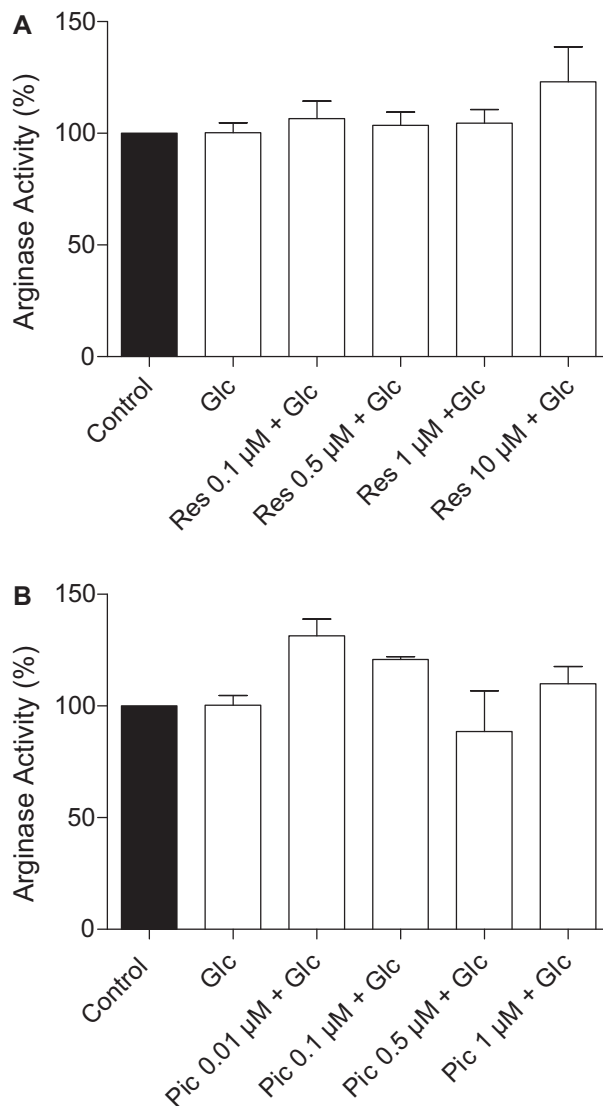 A
Arginase Activity (%)
150
100
50
0
Control
Glc
Res 0.1 µM + Glc
Res 0.5 µM + Glc
Res 1 µM +Glc
Res 10 µM + Glc
B
Arginase Activity (%)
150
100
50
0
Control
Glc
Pic 0.01 µM + Glc
Pic 0.1 µM + Glc
Pic 0.5 µM + Glc
Pic 1 µM + Glc